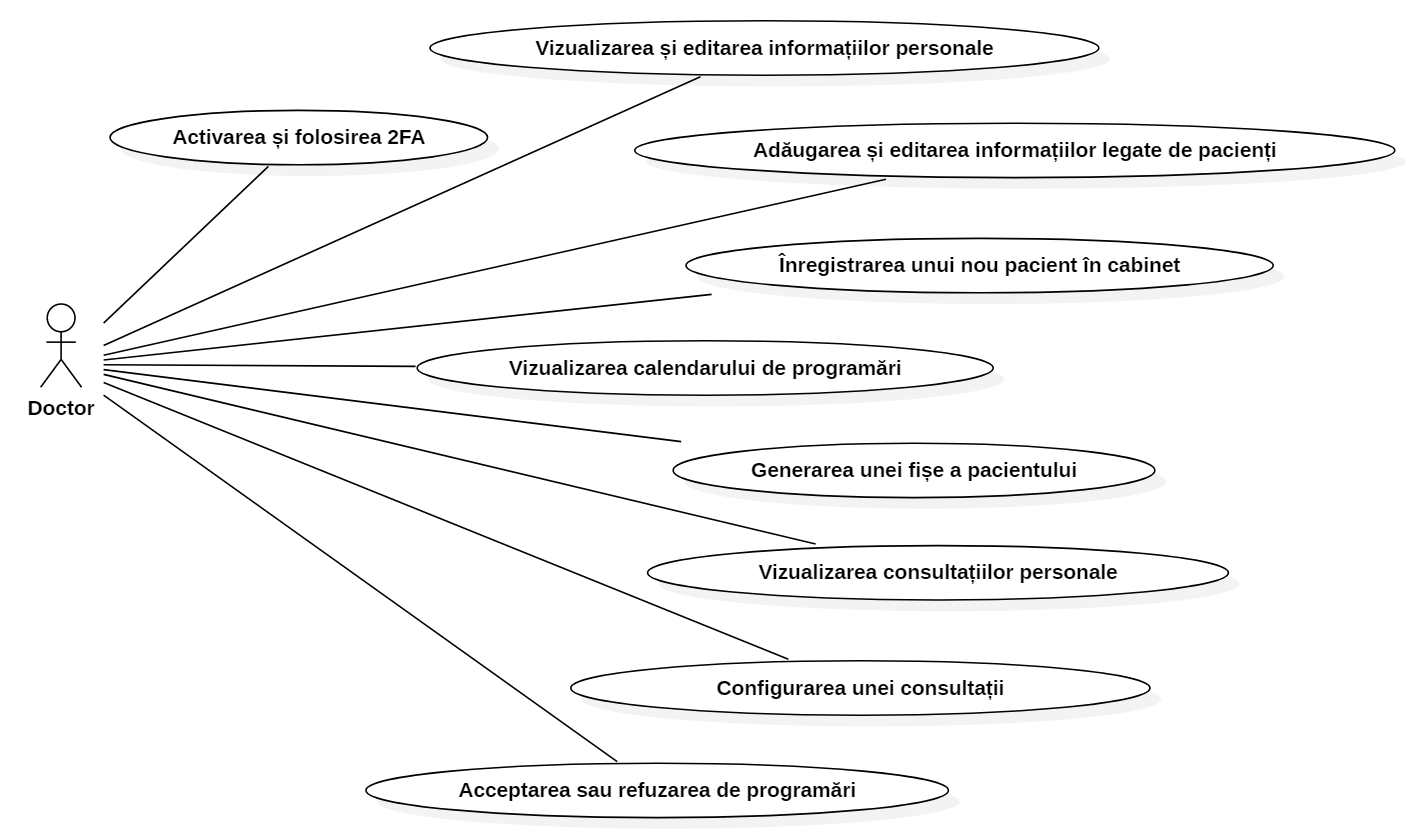 Vizualizarea și editarea informațiilor personale
Activarea și folosirea 2FA
Adăugarea și editarea informațiilor legate de pacienți
Înregistrarea unui nou pacient în cabinet
Vizualizarea calendarului de programări
Doctor
Generarea unei fișe a pacientului
Vizualizarea consultațiilor personale
Configurarea unei consultații
Acceptarea sau refuzarea de programări